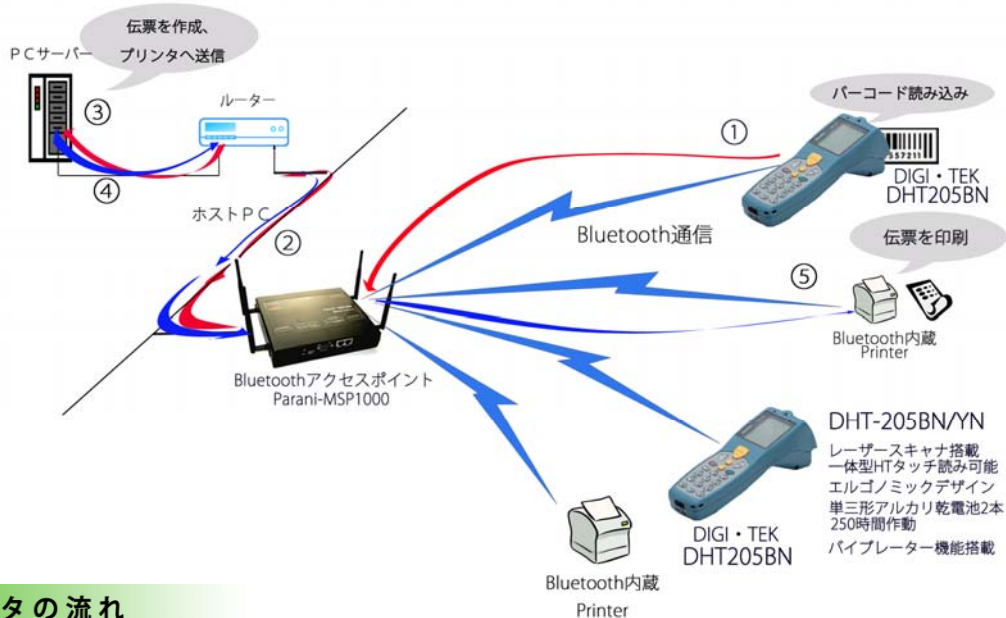 伝票を作成、
プリンタへ送信
PCサーバー
③
ルーター
④
ホストPC
②
①
バーコード読み込み
557211
DIGI・TEK
DHT205BN
Bluetooth通信
伝票を印刷
⑤
Bluetooth内蔵
Printer
Bluetoothアクセスポイント
Parani-MSP1000
DHT-205BN/YN
レーザースキャナ搭載
一体型HTタッチ読み可能
エルゴノミックデザイン
単三形アルカリ乾電池2本
250時間作動
バイブレーター機能搭載
DIGI・TEK
DHT205BN
Bluetooth内蔵
Printer
タの流れ